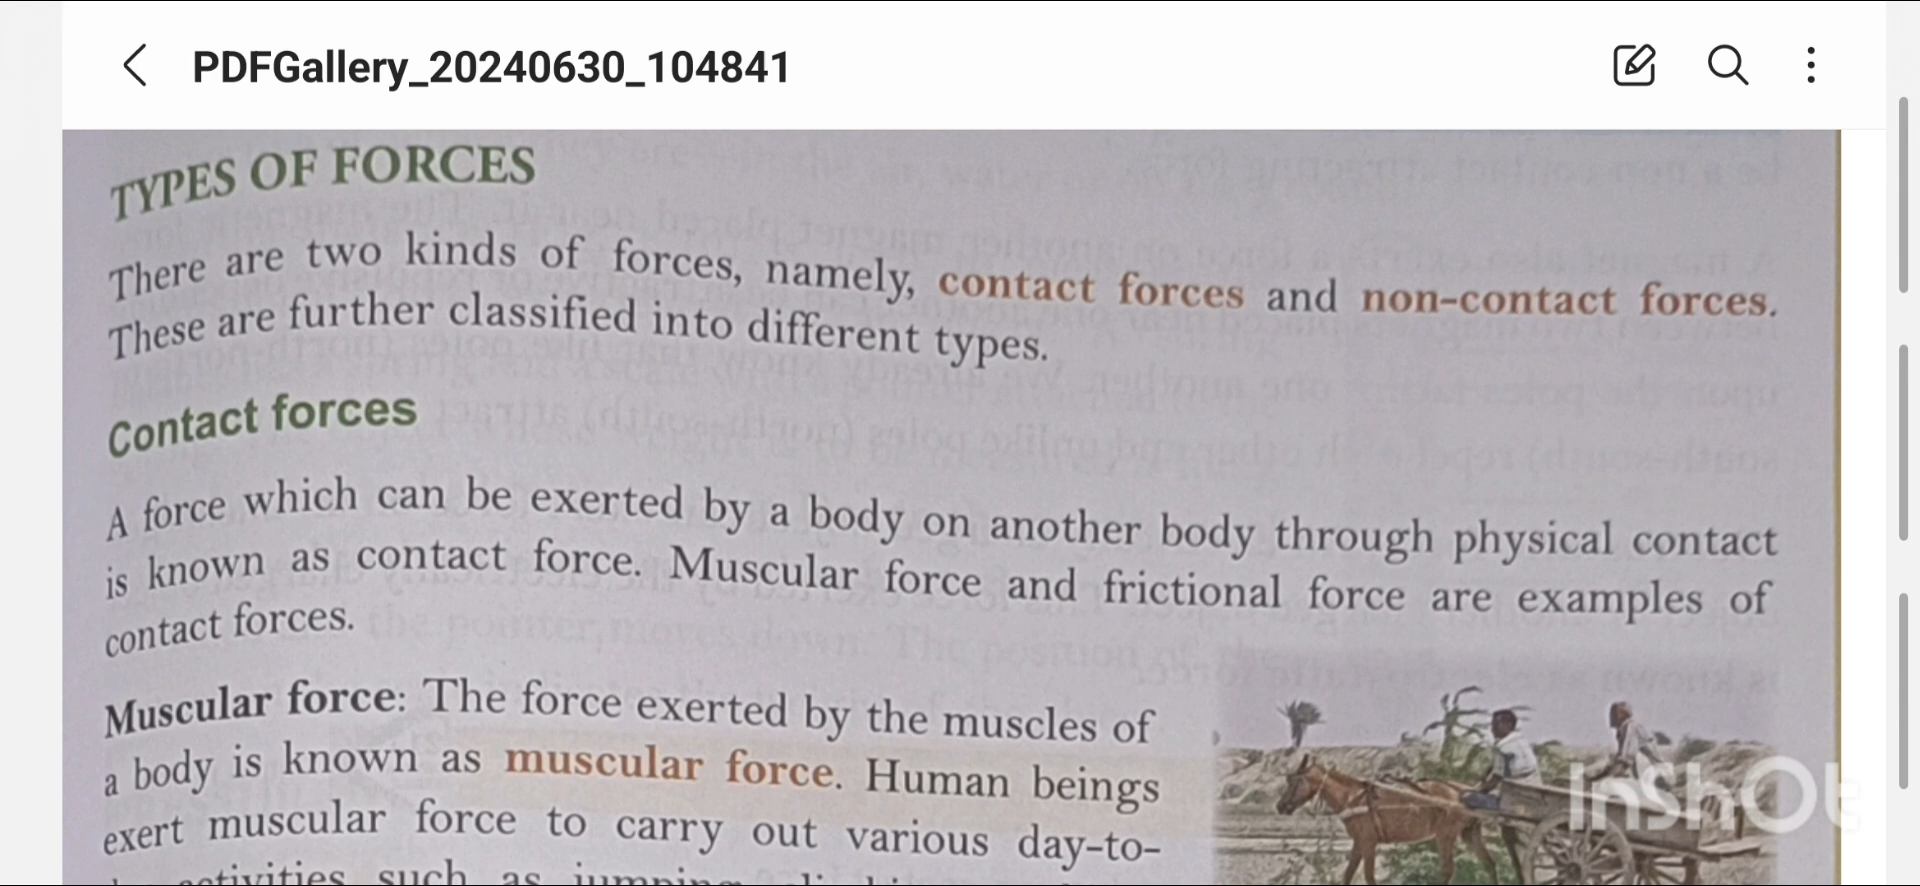 PDFGallery_20240630_104841
TYPES OF FORCES
There are two kinds of forces, namely, contact forces and non-contact forces.
These are further classified into different types.
Contact forces
A force which can be exerted by a body on another body through physical contact
is known as contact force. Muscular force and frictional force are examples of
contact forces.
Muscular force: The force exerted by the muscles of
a body is known as muscular force. Human beings
exert muscular force to carry out various day-to-
activities such as jumping
InShOt